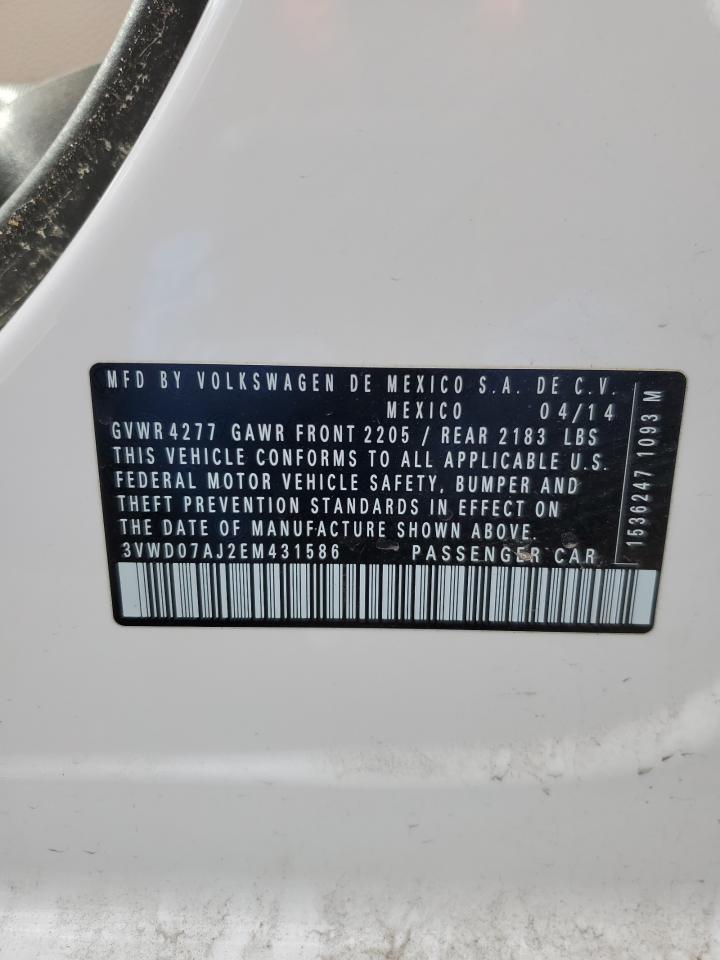 MFD BY VOLKSWAGEN DE MEXICO S.A. DE C.V.
MEXICO 04/14
GVWR 4277 GAWR FRONT 2205 / REAR 2183 LBS
THIS VEHICLE CONFORMS TO ALL APPLICABLE U.S.
FEDERAL MOTOR VEHICLE SAFETY, BUMPER AND
THEFT PREVENTION STANDARDS IN EFFECT ON
THE DATE OF MANUFACTURE SHOWN ABOVE.
3VWD07AJ2EM431586 PASSENGER CAR
1536247 1093 M